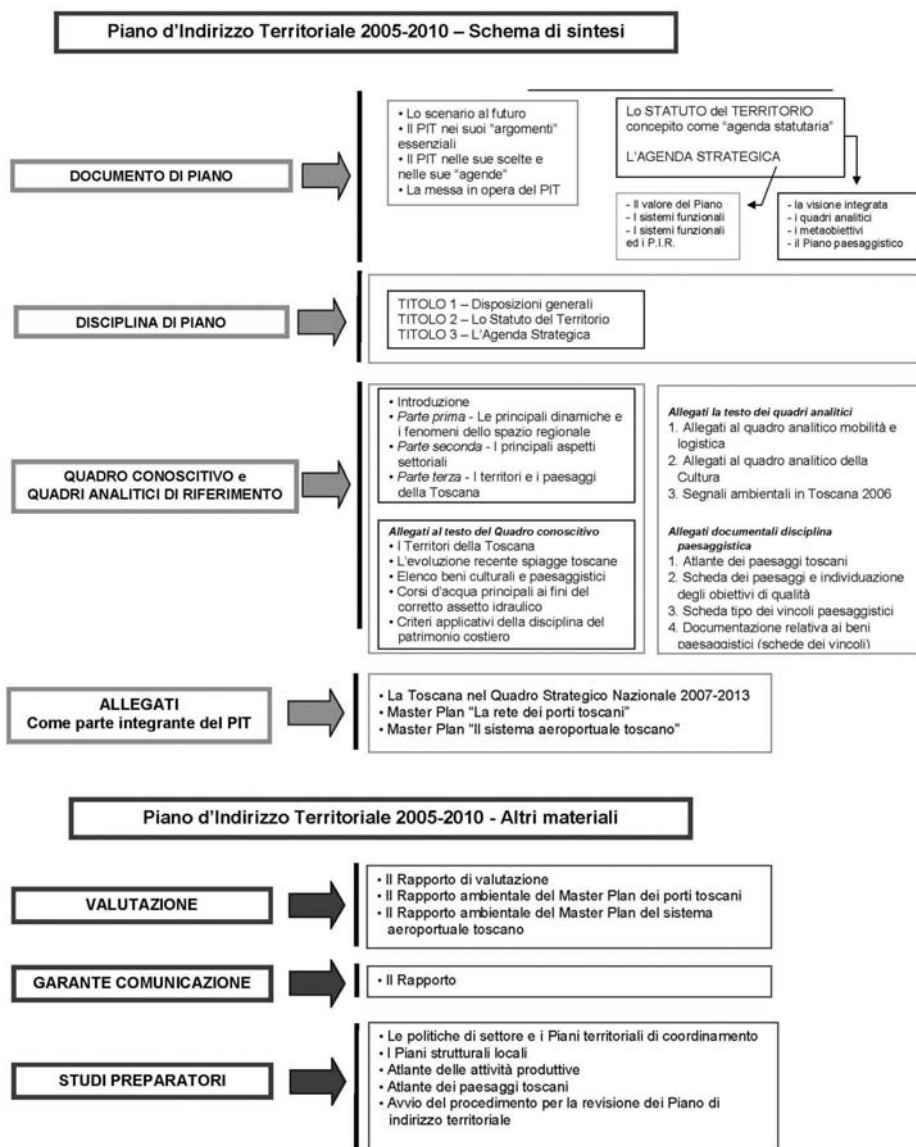 Piano d'Indirizzo Territoriale 2005-2010 – Schema di sintesi
DOCUMENTO DI PIANO
• Lo scenario al futuro
• Il PIT nei suoi "argomenti"
essenziali
• Il PIT nelle sue scelte e
nelle sue "agende"
• La messa in opera del PIT
Lo STATUTO del TERRITORIO
concepito come "agenda statutaria"
L'AGENDA STRATEGICA
- Il valore del Piano
- I sistemi funzionali
- I sistemi funzionali
ed i P.I.R.
- la visione integrata
- i quadri analitici
- i metaobiettivi
- il Piano paesaggistico
DISCIPLINA DI PIANO
TITOLO 1 – Disposizioni generali
TITOLO 2 – Lo Statuto del Territorio
TITOLO 3 – L'Agenda Strategica
QUADRO CONOSCITIVO e
QUADRI ANALITICI DI RIFERIMENTO
• Introduzione
• Parte prima - Le principali dinamiche e
i fenomeni dello spazio regionale
• Parte seconda - I principali aspetti
settoriali
• Parte terza - I territori e i paesaggi
della Toscana
Allegati al testo del Quadro conoscitivo
• I Territori della Toscana
• L'evoluzione recente spiagge toscane
• Elenco beni culturali e paesaggistici
• Corsi d'acqua principali ai fini del
corretto assetto idraulico
• Criteri applicativi della disciplina del
patrimonio costiero
Allegati la testo dei quadri analitici
1. Allegati al quadro analitico mobilità e
logistica
2. Allegati al quadro analitico della
Cultura
3. Segnali ambientali in Toscana 2006
Allegati documentali disciplina
paesaggistica
1. Atlante dei paesaggi toscani
2. Scheda dei paesaggi e individuazione
degli obiettivi di qualità
3. Scheda tipo dei vincoli paesaggistici
4. Documentazione relativa ai beni
paesaggistici (schede dei vincoli)
ALLEGATI
Come parte integrante del PIT
• La Toscana nel Quadro Strategico Nazionale 2007-2013
• Master Plan "La rete dei porti toscani"
• Master Plan "Il sistema aeroportuale toscano"
Piano d'Indirizzo Territoriale 2005-2010 - Altri materiali
VALUTAZIONE
• Il Rapporto di valutazione
• Il Rapporto ambientale del Master Plan dei porti toscani
• Il Rapporto ambientale del Master Plan del sistema
aeroportuale toscano
GARANTE COMUNICAZIONE
• Il Rapporto
STUDI PREPARATORI
• Le politiche di settore e i Piani territoriali di coordinamento
• I Piani strutturali locali
• Atlante delle attività produttive
• Atlante dei paesaggi toscani
• Avvio del procedimento per la revisione dei Piano di
indirizzo territoriale